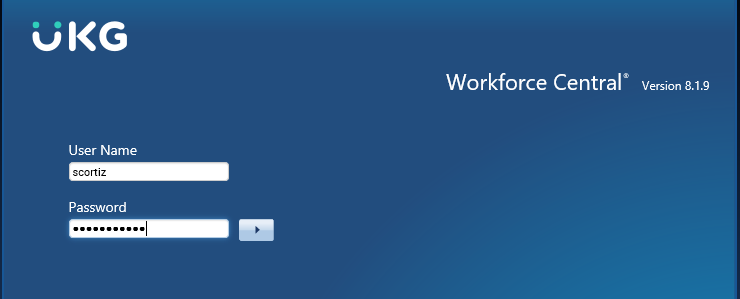 UKG
Workforce Central® Version 8.1.9
User Name
scortiz
Password
•••••••••••